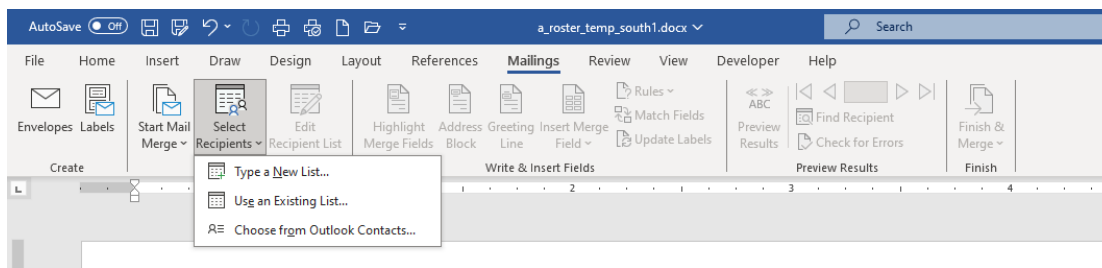 AutoSave Off a_roster_temp_south1.docx Search
File Home Insert Draw Design Layout References Mailings Review View Developer Help
Envelopes Labels
Start Mail Merge
Select Recipients
Edit Recipient List
Highlight Merge Fields
Address Block
Greeting Line
Insert Merge Field
Rules
Match Fields
Update Labels
ABC
Preview Results
Find Recipient
Check for Errors
Finish & Merge
Create Write & Insert Fields Preview Results Finish
Type a New List...
Use an Existing List...
Choose from Outlook Contacts...
L 2 3 4